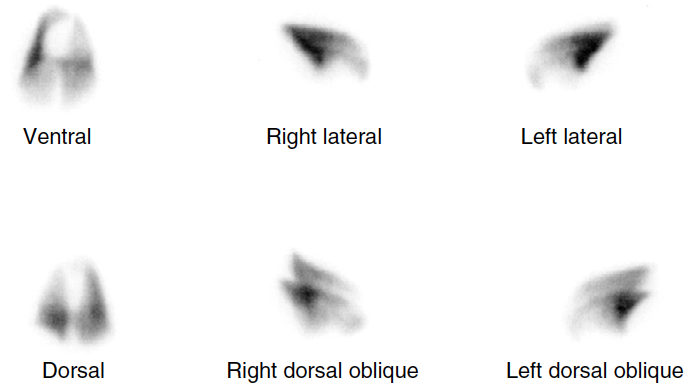 Ventral
Right lateral
Left lateral
Dorsal
Right dorsal oblique
Left dorsal oblique